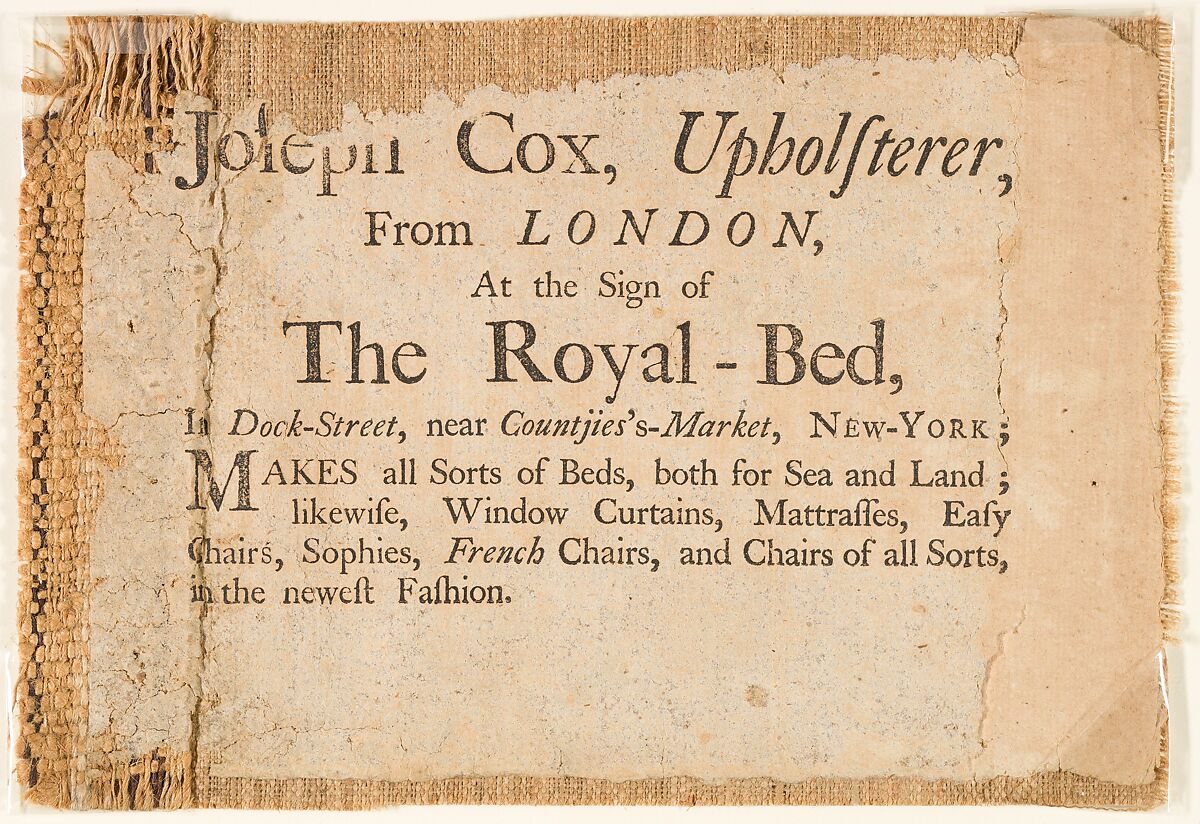 Joſeph Cox, Upholſterer,
From LONDON,
At the Sign of
The Royal-Bed,
In Dock-Street, near Countjies's-Market, NEW-YORK;
MAKES all Sorts of Beds, both for Sea and Land;
likewiſe, Window Curtains, Mattraſſes, Eaſy
Chairs, Sophies, French Chairs, and Chairs of all Sorts,
in the neweſt Faſhion.